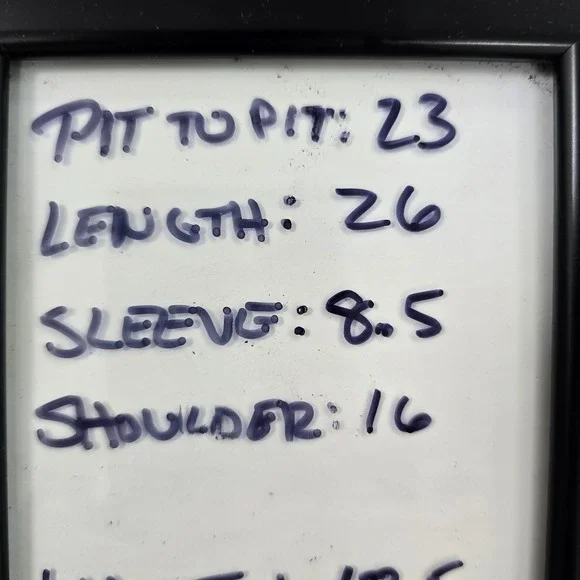 PIT TO PIT: 23
LENGTH: 26
SLEEVE: 8.5
SHOULDER: 16